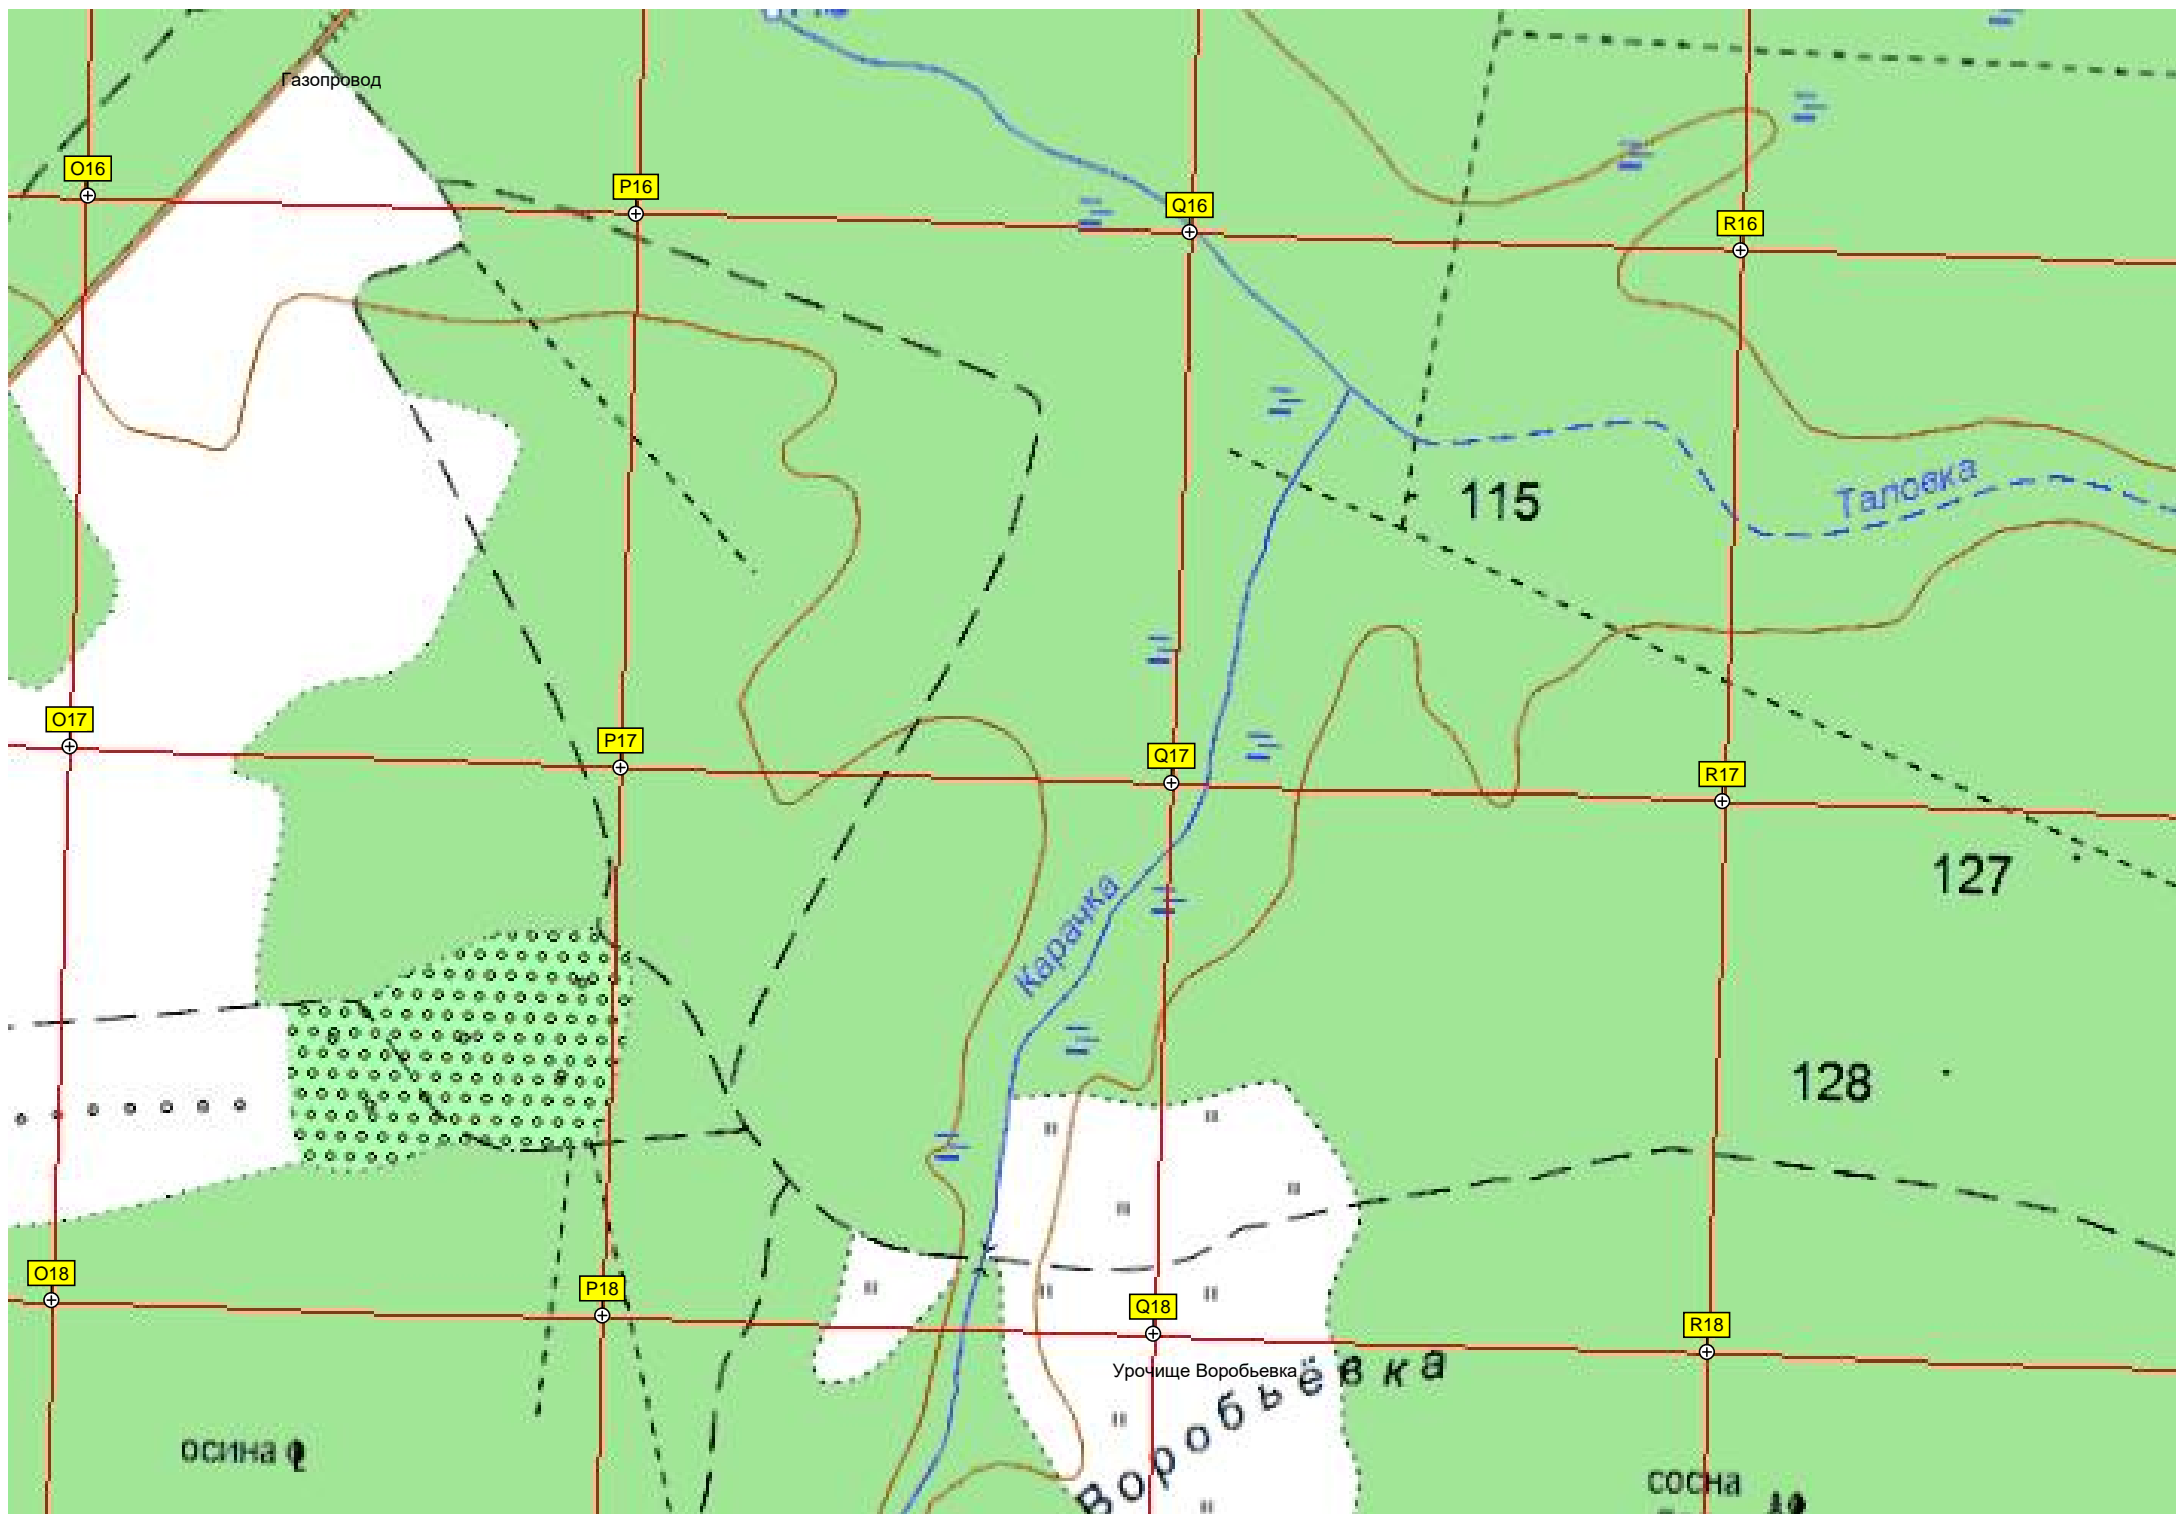 Газопровод
O16
P16
Q16
R16
115
Таловка
O17
P17
Q17
R17
127
Карачка
128
O18
P18
Q18
R18
Урочище Воробьевка
Воробьёвка
осина
сосна